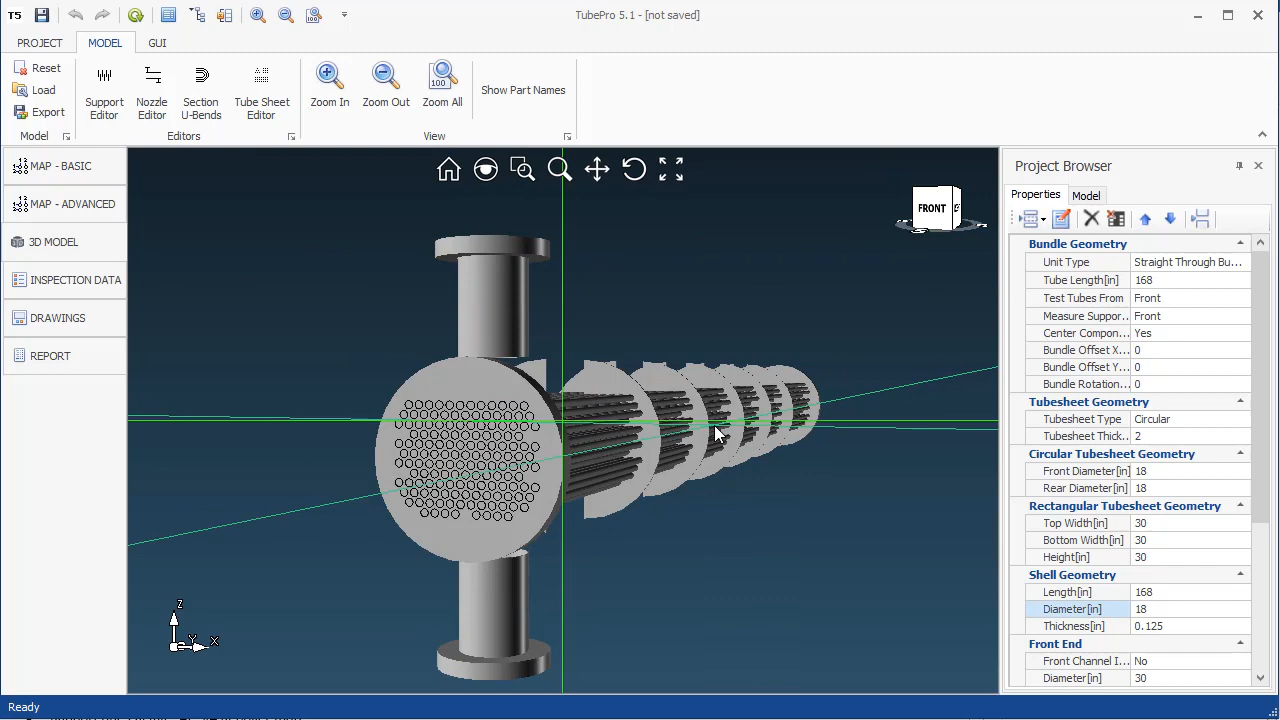 T5
TubePro 5.1 - [not saved]
PROJECT
MODEL
GUI
Reset
Load
Export
Model
Support Editor
Nozzle Editor
Section U-Bends
Tube Sheet Editor
Editors
Zoom In
Zoom Out
100
Zoom All
Show Part Names
View
MAP - BASIC
MAP - ADVANCED
3D MODEL
INSPECTION DATA
DRAWINGS
REPORT
FRONT
Z
Y
X
Project Browser
Properties
Model
Bundle Geometry
Unit Type Straight Through Bu...
Tube Length[in] 168
Test Tubes From Front
Measure Suppor... Front
Center Compon... Yes
Bundle Offset X... 0
Bundle Offset Y... 0
Bundle Rotation... 0
Tubesheet Geometry
Tubesheet Type Circular
Tubesheet Thick... 2
Circular Tubesheet Geometry
Front Diameter[in] 18
Rear Diameter[in] 18
Rectangular Tubesheet Geometry
Top Width[in] 30
Bottom Width[in] 30
Height[in] 30
Shell Geometry
Length[in] 168
Diameter[in] 18
Thickness[in] 0.125
Front End
Front Channel I... No
Diameter[in] 30
Ready